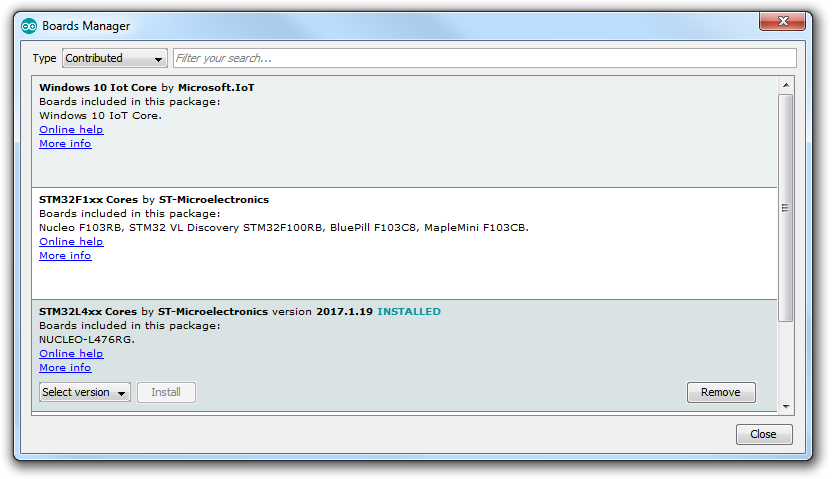 Boards Manager
Type Contributed Filter your search...
Windows 10 Iot Core by Microsoft.IoT
Boards included in this package:
Windows 10 IoT Core.
Online help
More info
STM32F1xx Cores by ST-Microelectronics
Boards included in this package:
Nucleo F103RB, STM32 VL Discovery STM32F100RB, BluePill F103C8, MapleMini F103CB.
Online help
More info
STM32L4xx Cores by ST-Microelectronics version 2017.1.19 INSTALLED
Boards included in this package:
NUCLEO-L476RG.
Online help
More info
Select version Install Remove
Close